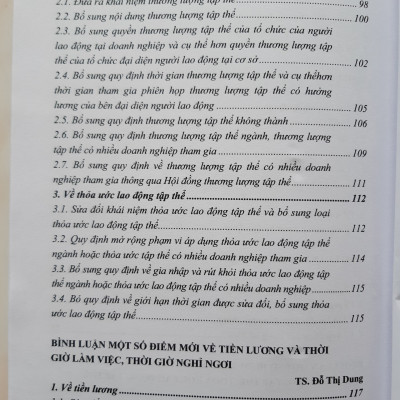 2.1. Đưa ra khái niệm thương lượng tập thể 98
2.2. Bổ sung nội dung thương lượng tập thể 100
2.3. Bổ sung quyền thương lượng tập thể của tổ chức của người
lao động tại doanh nghiệp và cụ thể hơn quyền thương lượng tập
thể của tổ chức đại diện người lao động tại cơ sở 102
2.4. Bổ sung quy định thời gian thương lượng tập thể và cụ thể hơn
thời gian tham gia phiên họp thương lượng tập thể có hưởng
lương của bên đại diện người lao động 105
2.5. Bổ sung quy định thương lượng tập thể không thành 106
2.6. Bổ sung quy định thương lượng tập thể ngành, thương lượng
tập thể có nhiều doanh nghiệp tham gia 109
2.7. Bổ sung quy định về thương lượng tập thể có nhiều doanh
nghiệp tham gia thông qua Hội đồng thương lượng tập thể 111
3. Về thỏa ước lao động tập thể 112
3.1. Sửa đổi khái niệm thỏa ước lao động tập thể và bổ sung loại
thỏa ước lao động tập thể 112
3.2. Quy định mở rộng phạm vi áp dụng thỏa ước lao động tập thể
ngành hoặc thỏa ước tập thể có nhiều doanh nghiệp tham gia 114
3.3. Bổ sung quy định về gia nhập và rút khỏi thỏa ước lao động tập
thể ngành hoặc thỏa ước lao động tập thể có nhiều doanh nghiệp 115
3.4. Bỏ quy định về giới hạn thời gian được sửa đổi, bổ sung thỏa
ước lao động tập thể 115
BÌNH LUẬN MỘT SỐ ĐIỂM MỚI VỀ TIỀN LƯƠNG VÀ THỜI
GIỜ LÀM VIỆC, THỜI GIỜ NGHỈ NGƠI
TS. Đỗ Thị Dung
1. Về tiền lương 117